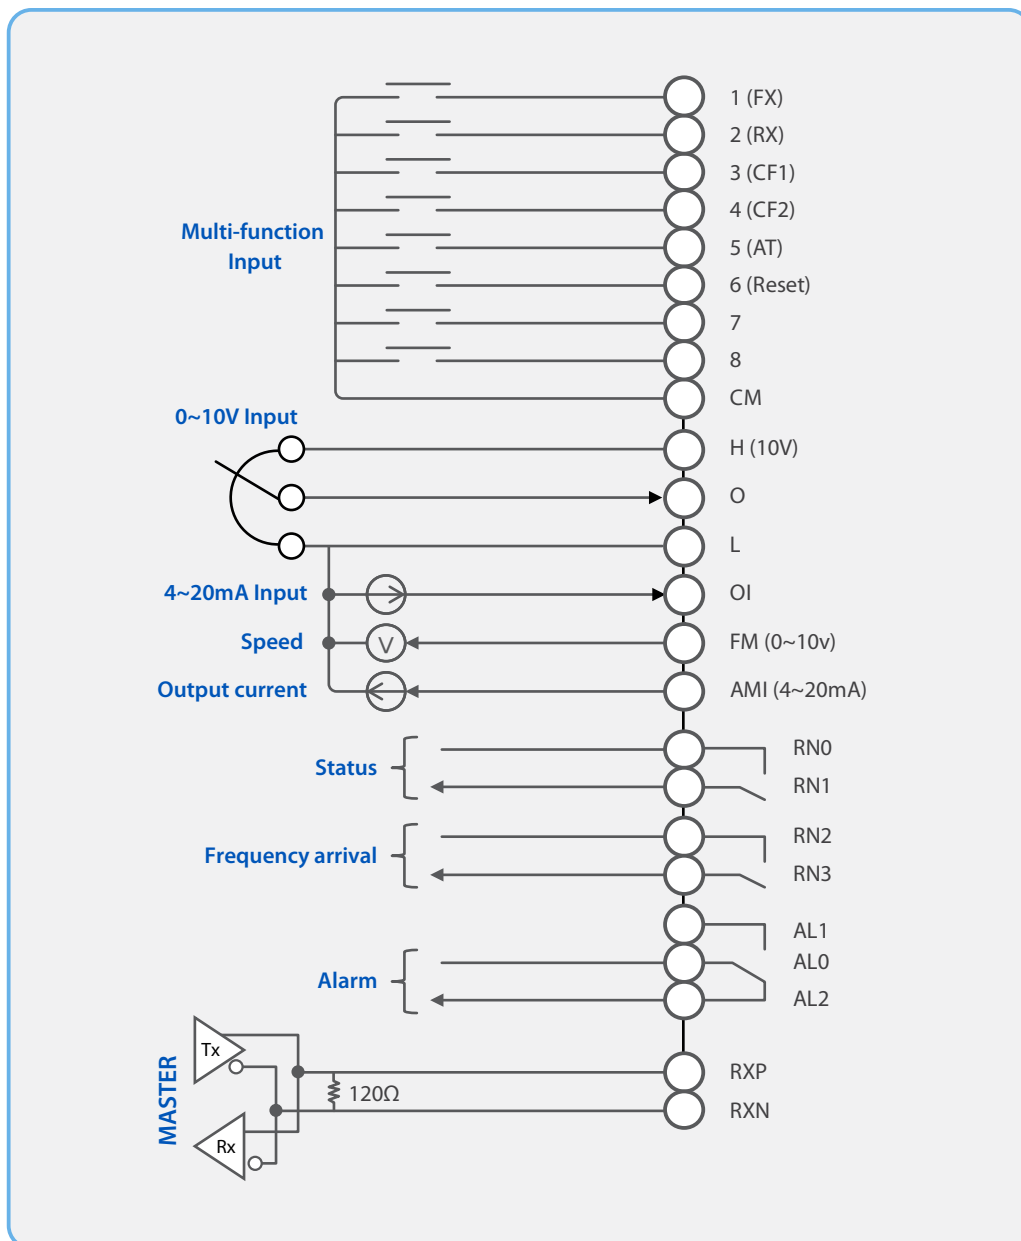 1 (FX)
2 (RX)
3 (CF1)
4 (CF2)
Multi-function
Input
5 (AT)
6 (Reset)
7
8
CM
0~10V Input
H (10V)
O
L
4~20mA Input
OI
Speed
V
FM (0~10v)
Output current
AMI (4~20mA)
Status
RN0
RN1
Frequency arrival
RN2
RN3
Alarm
AL1
AL0
AL2
MASTER
Tx
Rx
120Ω
RXP
RXN